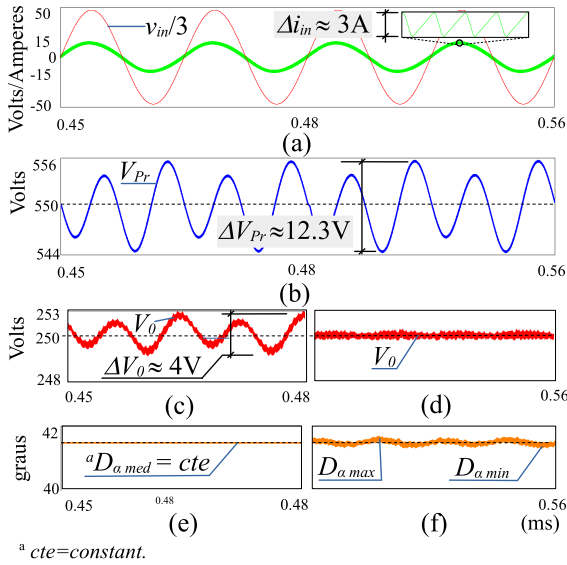 Volts/Amperes
50
v_in/3
Δi_in ≈ 3A
15
0
-15
-50
0.45
0.48
0.56
(a)
Volts
556
V_Pr
550
ΔV_Pr≈12.3V
544
0.45
0.48
0.55
(b)
Volts
253
V_0
250
ΔV_0 ≈ 4V
V_0
248
0.45
0.48
0.56
(c)
(d)
graus
42
ᵃD_α med = cte
D_α max
D_α min
40
0.45
0.48
0.48
0.56
(e)
(f)
(ms)
ᵃ cte=constant.